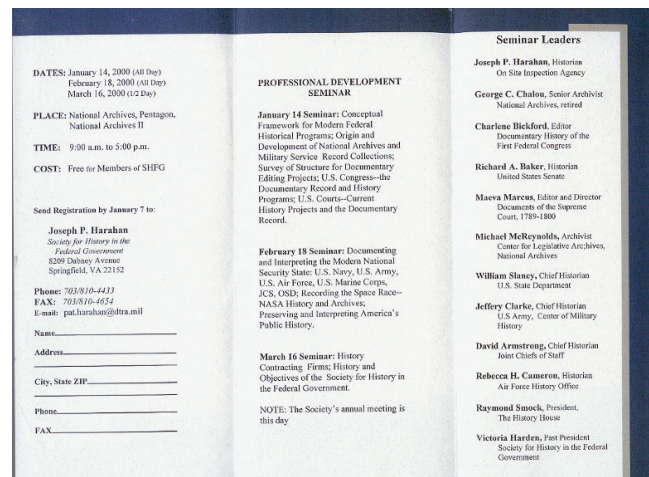 DATES: January 14, 2000 (All Day)
February 18, 2000 (All Day)
March 16, 2000 (1/2 Day)
PLACE: National Archives, Pentagon,
National Archives II
TIME: 9:00 a.m. to 5:00 p.m.
COST: Free for Members of SHFG
Send Registration by January 7 to:
Joseph P. Harahan
Society for History in the
Federal Government
8209 Dabney Avenue
Springfield, VA 22152
Phone: 703/810-4433
FAX: 703/810-4654
E-mail: pat.harahan@dtra.mil
Name
Address
City, State ZIP
Phone
FAX
PROFESSIONAL DEVELOPMENT
SEMINAR
January 14 Seminar: Conceptual
Framework for Modern Federal
Historical Programs; Origin and
Development of National Archives and
Military Service Record Collections;
Survey of Structure for Documentary
Editing Projects; U.S. Congress--the
Documentary Record and History
Programs; U.S. Courts--Current
History Projects and the Documentary
Record.
February 18 Seminar: Documenting
and Interpreting the Modern National
Security State: U.S. Navy, U.S. Army,
U.S. Air Force, U.S. Marine Corps,
JCS, OSD; Recording the Space Race--
NASA History and Archives;
Preserving and Interpreting America's
Public History.
March 16 Seminar: History
Contracting Firms; History and
Objectives of the Society for History in
the Federal Government.
NOTE: The Society's annual meeting is
this day
Seminar Leaders
Joseph P. Harahan, Historian
On Site Inspection Agency
George C. Chalou, Senior Archivist
National Archives, retired
Charlene Bickford, Editor
Documentary History of the
First Federal Congress
Richard A. Baker, Historian
United States Senate
Maeva Marcus, Editor and Director
Documents of the Supreme
Court, 1789-1800
Michael McReynolds, Archivist
Center for Legislative Archives,
National Archives
William Slaney, Chief Historian
U.S. State Department
Jeffery Clarke, Chief Historian
U.S Army, Center of Military
History
David Armstrong, Chief Historian
Joint Chiefs of Staff
Rebecca H. Cameron, Historian
Air Force History Office
Raymond Smock, President,
The History House
Victoria Harden, Past President
Society for History in the Federal
Government